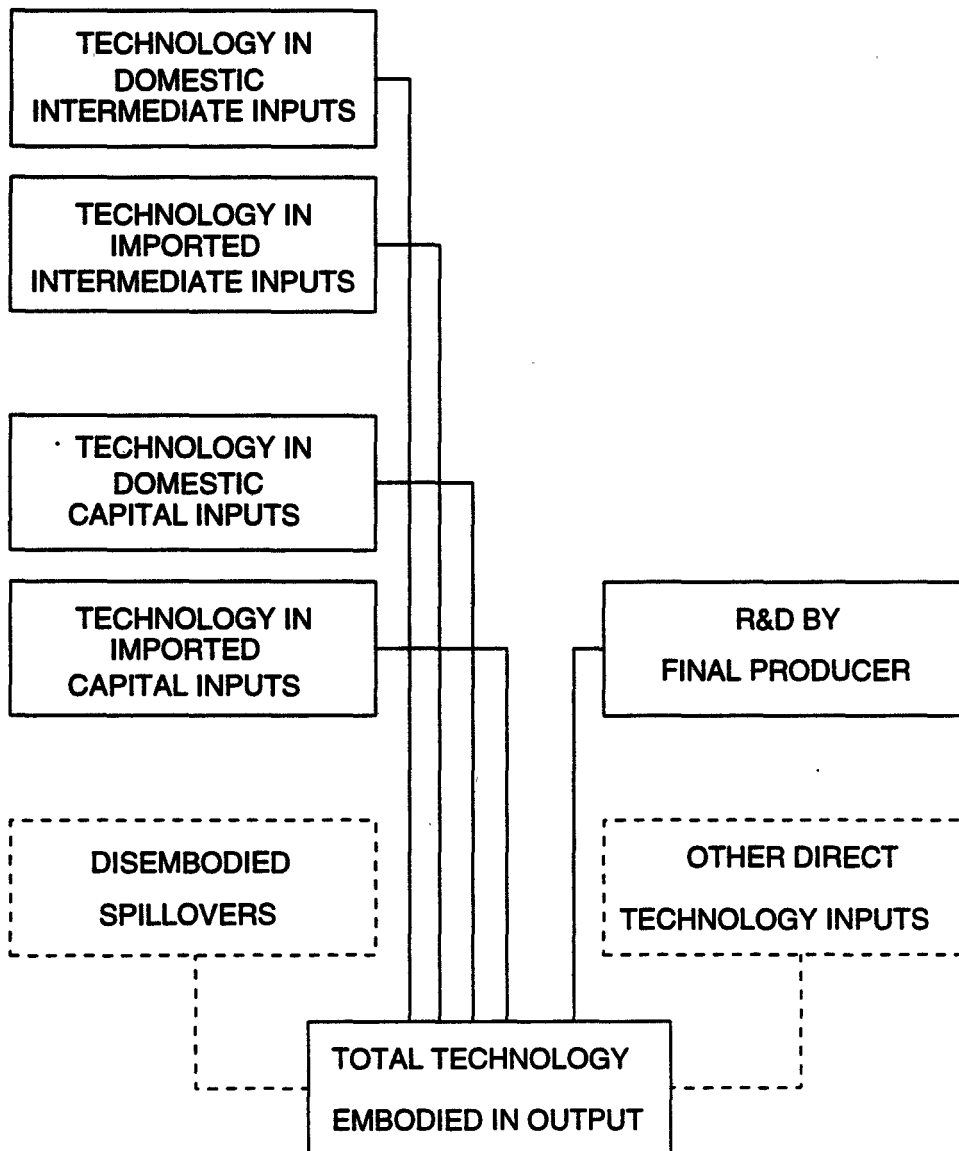 TECHNOLOGY IN
DOMESTIC
INTERMEDIATE INPUTS
TECHNOLOGY IN
IMPORTED
INTERMEDIATE INPUTS
TECHNOLOGY IN
DOMESTIC
CAPITAL INPUTS
TECHNOLOGY IN
IMPORTED
CAPITAL INPUTS
R&D BY
FINAL PRODUCER
DISEMBODIED
SPILLOVERS
OTHER DIRECT
TECHNOLOGY INPUTS
TOTAL TECHNOLOGY
EMBODIED IN OUTPUT